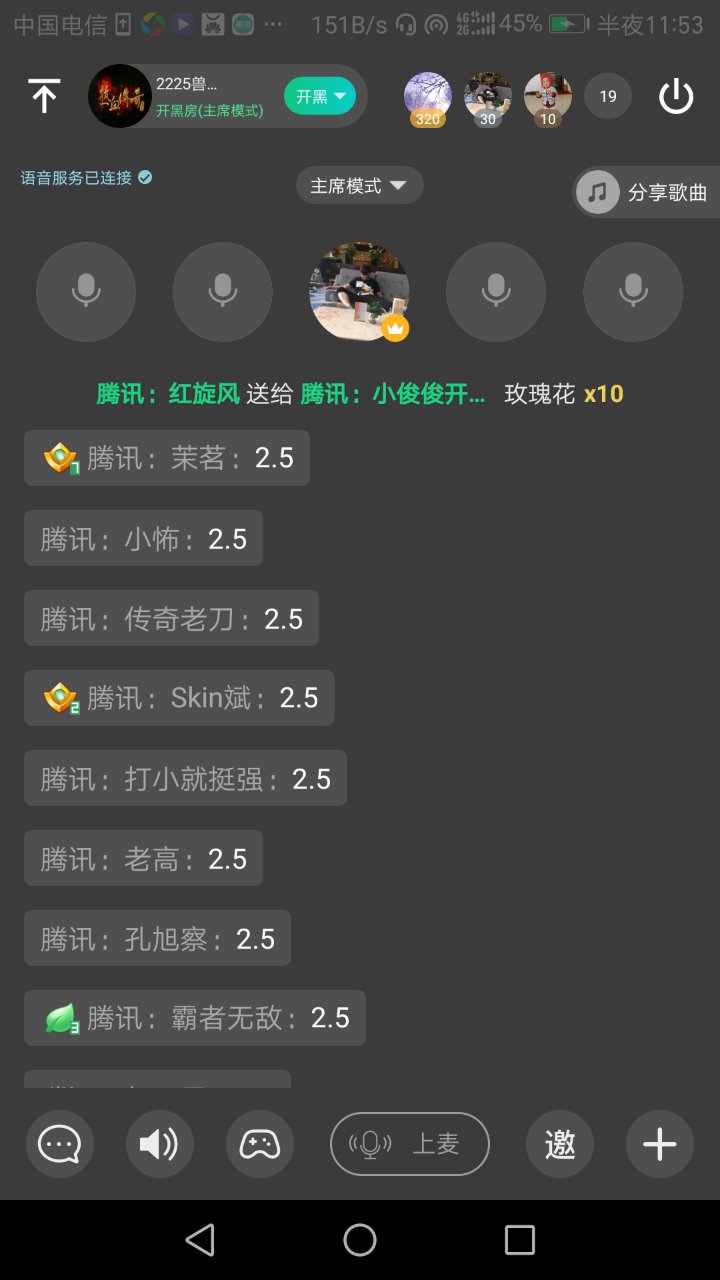 中国电信 ... 151B/s 4G 2G 45% 半夜11:53
2225兽...
开黑房(主席模式)
开黑
320
30
10
19
语音服务已连接
主席模式
分享歌曲
腾讯：红旋风 送给 腾讯：小俊俊开... 玫瑰花 x10
1 腾讯：茉茗：2.5
腾讯：小怖：2.5
腾讯：传奇老刀：2.5
2 腾讯：Skin斌：2.5
腾讯：打小就挺强：2.5
腾讯：老高：2.5
腾讯：孔旭察：2.5
3 腾讯：霸者无敌：2.5
上麦
邀